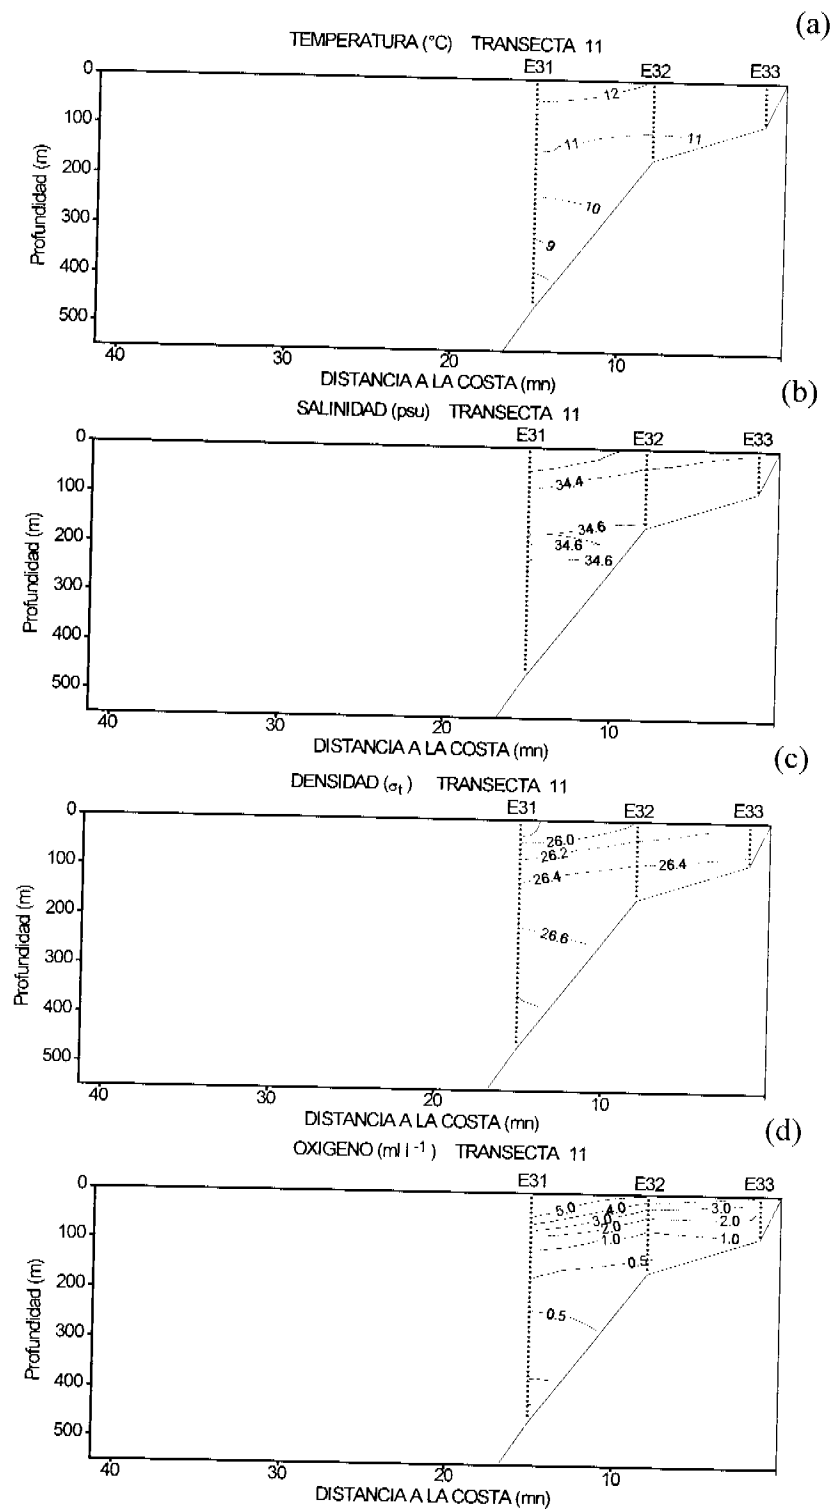 (a)
TEMPERATURA (°C) TRANSECTA 11
E31 E32 E33
0
100
200
300
400
500
Profundidad (m)
12
11 11
10
9
40 30 20 10
DISTANCIA A LA COSTA (mn)
(b)
SALINIDAD (psu) TRANSECTA 11
E31 E32 E33
0
100
200
300
400
500
Profundidad (m)
34.4
34.6
34.6
34.6
40 30 20 10
DISTANCIA A LA COSTA (mn)
(c)
DENSIDAD (σt) TRANSECTA 11
E31 E32 E33
0
100
200
300
400
500
Profundidad (m)
26.0
26.2
26.4 26.4
26.6
40 30 20 10
DISTANCIA A LA COSTA (mn)
(d)
OXIGENO (ml l -1) TRANSECTA 11
E31 E32 E33
0
100
200
300
400
500
Profundidad (m)
5.0 4.0 3.0
3.0 2.0
2.0
1.0 1.0
0.5
0.5
40 30 20 10
DISTANCIA A LA COSTA (mn)